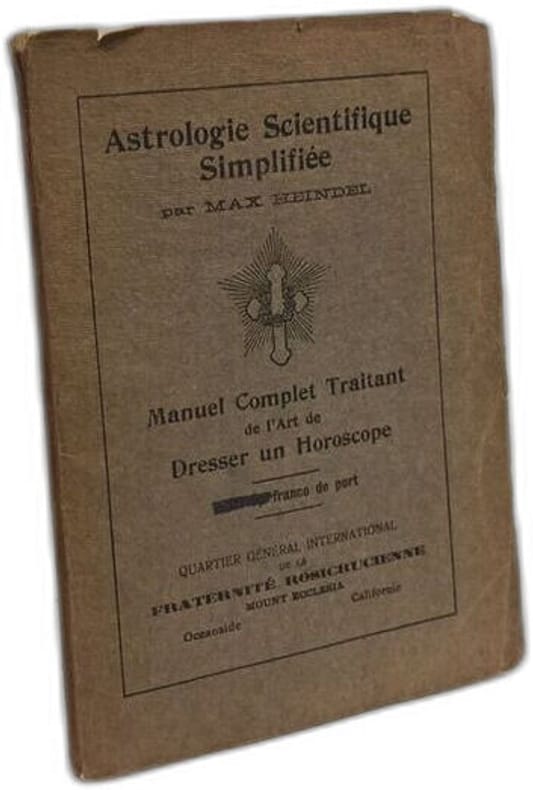 Astrologie Scientifique
Simplifiée
par MAX HEINDEL
Manuel Complet Traitant
de l'Art de
Dresser un Horoscope
franco de port
QUARTIER GÉNÉRAL INTERNATIONAL
DE LA
FRATERNITÉ ROSICRUCIENNE
MOUNT ECCLESIA
Oceanside Californie